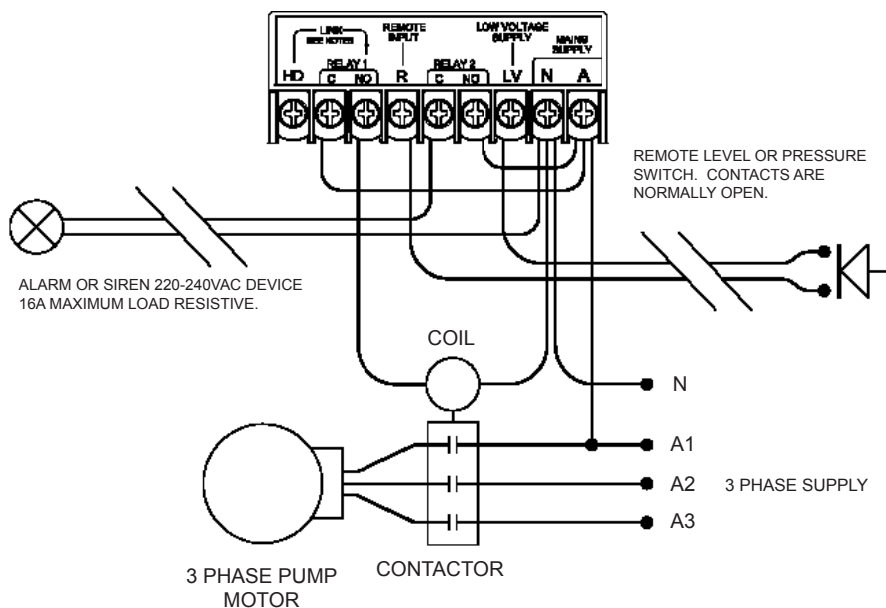 LINK
SEE NOTES
REMOTE
INPUT
LOW VOLTAGE
SUPPLY
MAINS
SUPPLY
RELAY 1
RELAY 2
HD C NO R C NO LV N A
REMOTE LEVEL OR PRESSURE
SWITCH. CONTACTS ARE
NORMALLY OPEN.
ALARM OR SIREN 220-240VAC DEVICE
16A MAXIMUM LOAD RESISTIVE.
COIL
N
A1
A2 3 PHASE SUPPLY
A3
3 PHASE PUMP
MOTOR
CONTACTOR